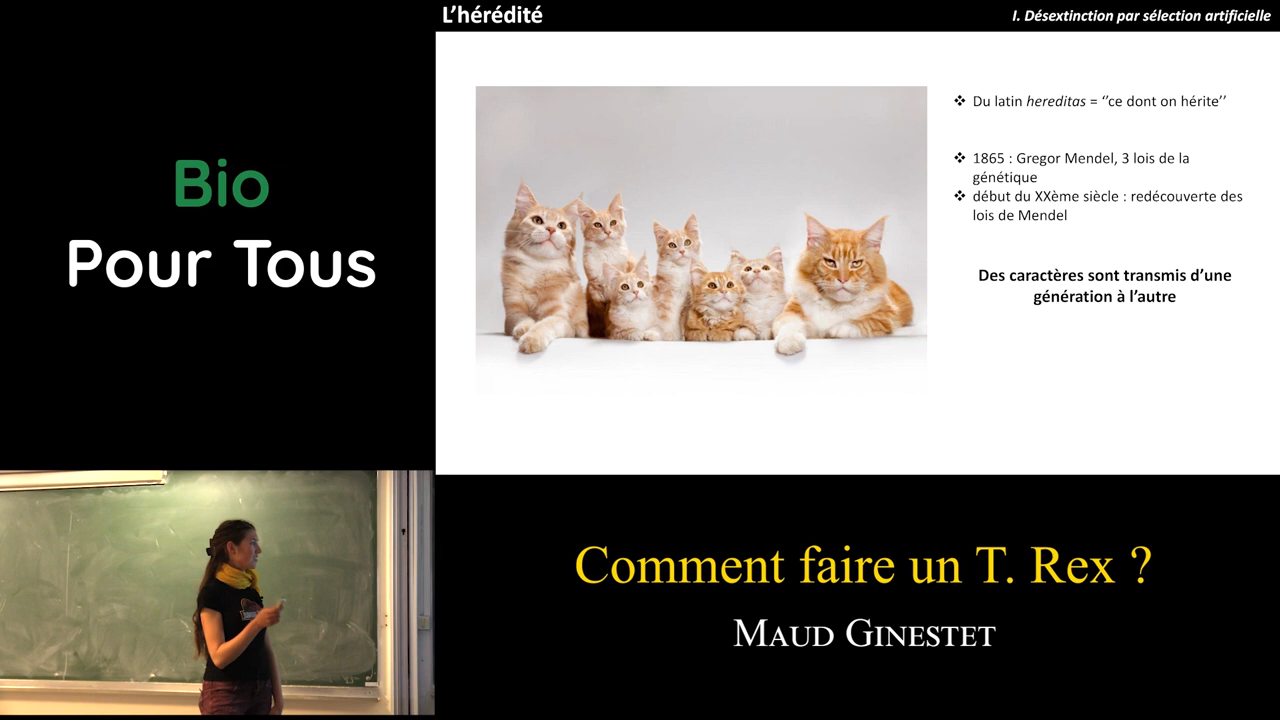 L'hérédité
I. Désextinction par sélection artificielle
Bio
Pour Tous
❖ Du latin hereditas = ‘’ce dont on hérite’’
❖ 1865 : Gregor Mendel, 3 lois de la
génétique
❖ début du XXème siècle : redécouverte des
lois de Mendel
Des caractères sont transmis d’une
génération à l’autre
Comment faire un T. Rex ?
MAUD GINESTET